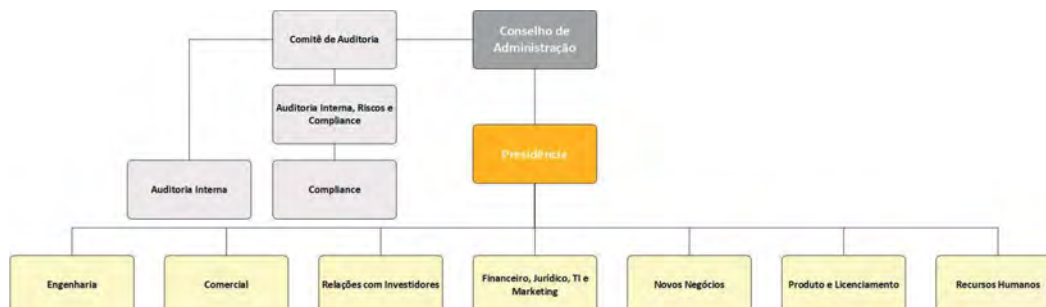 Comitê de Auditoria
Conselho de
Administração
Auditoria Interna, Riscos e
Compliance
Presidência
Auditoria Interna
Compliance
Engenharia
Comercial
Relações com Investidores
Financeiro, Jurídico, TI e
Marketing
Novos Negócios
Produto e Licenciamento
Recursos Humanos